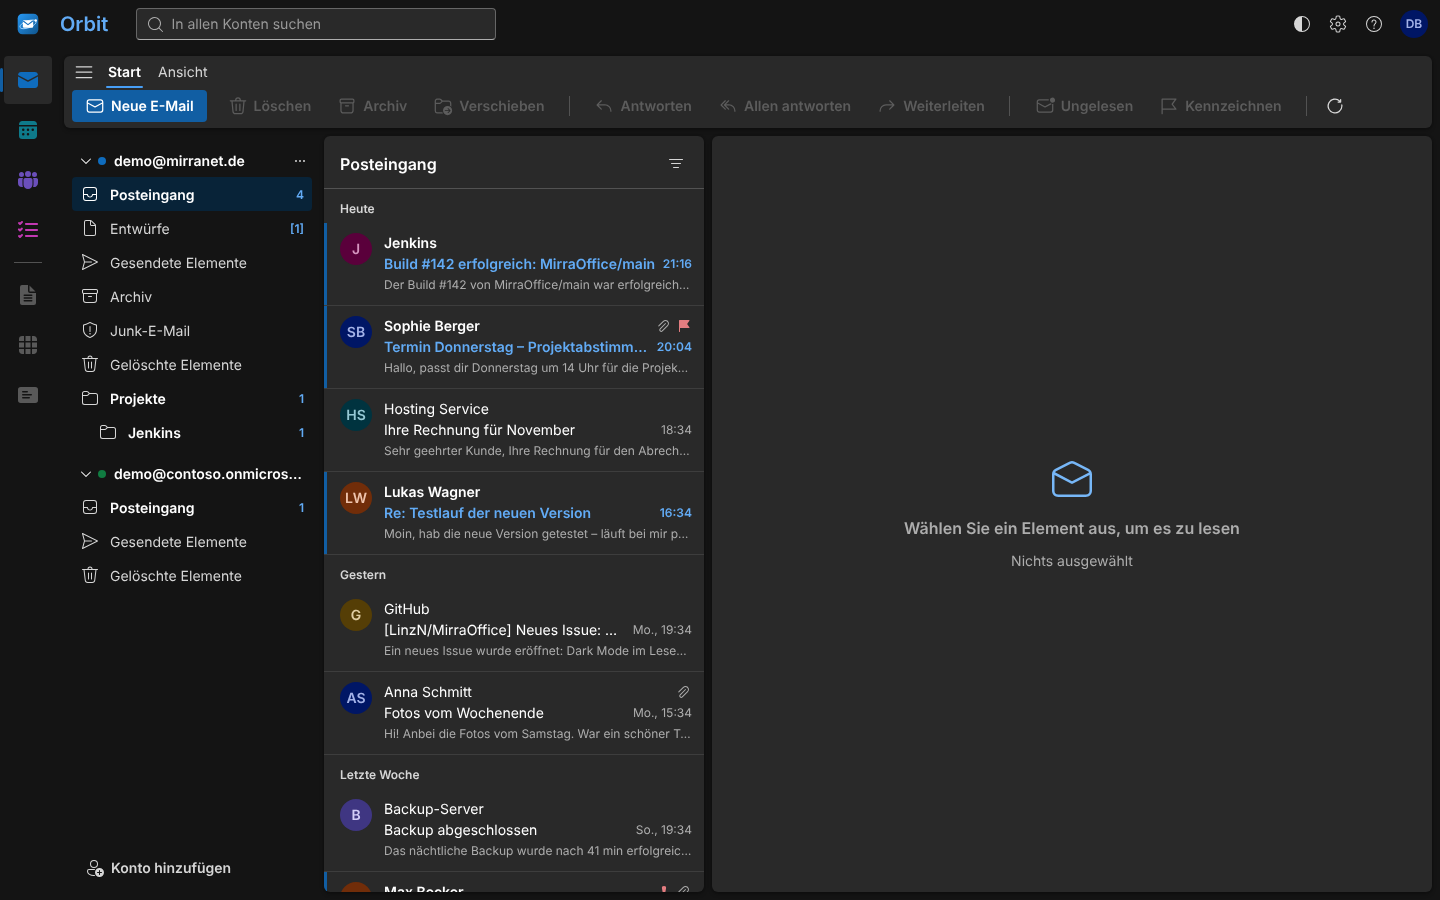 Orbit
In allen Konten suchen
DB
Start
Ansicht
Neue E-Mail
Löschen
Archiv
Verschieben
Antworten
Allen antworten
Weiterleiten
Ungelesen
Kennzeichnen
demo@mirranet.de
Posteingang 4
Entwürfe [1]
Gesendete Elemente
Archiv
Junk-E-Mail
Gelöschte Elemente
Projekte 1
Jenkins 1
demo@contoso.onmicros...
Posteingang 1
Gesendete Elemente
Gelöschte Elemente
Konto hinzufügen
Posteingang
Heute
J
Jenkins
Build #142 erfolgreich: MirraOffice/main 21:16
Der Build #142 von MirraOffice/main war erfolgreich...
SB
Sophie Berger
Termin Donnerstag – Projektabstimm... 20:04
Hallo, passt dir Donnerstag um 14 Uhr für die Projek...
HS
Hosting Service
Ihre Rechnung für November 18:34
Sehr geehrter Kunde, Ihre Rechnung für den Abrech...
LW
Lukas Wagner
Re: Testlauf der neuen Version 16:34
Moin, hab die neue Version getestet – läuft bei mir p...
Gestern
G
GitHub
[LinzN/MirraOffice] Neues Issue: ... Mo., 19:34
Ein neues Issue wurde eröffnet: Dark Mode im Lese...
AS
Anna Schmitt
Fotos vom Wochenende Mo., 15:34
Hi! Anbei die Fotos vom Samstag. War ein schöner T...
Letzte Woche
B
Backup-Server
Backup abgeschlossen So., 19:34
Das nächtliche Backup wurde nach 41 min erfolgreic...
Max Becker
Wählen Sie ein Element aus, um es zu lesen
Nichts ausgewählt